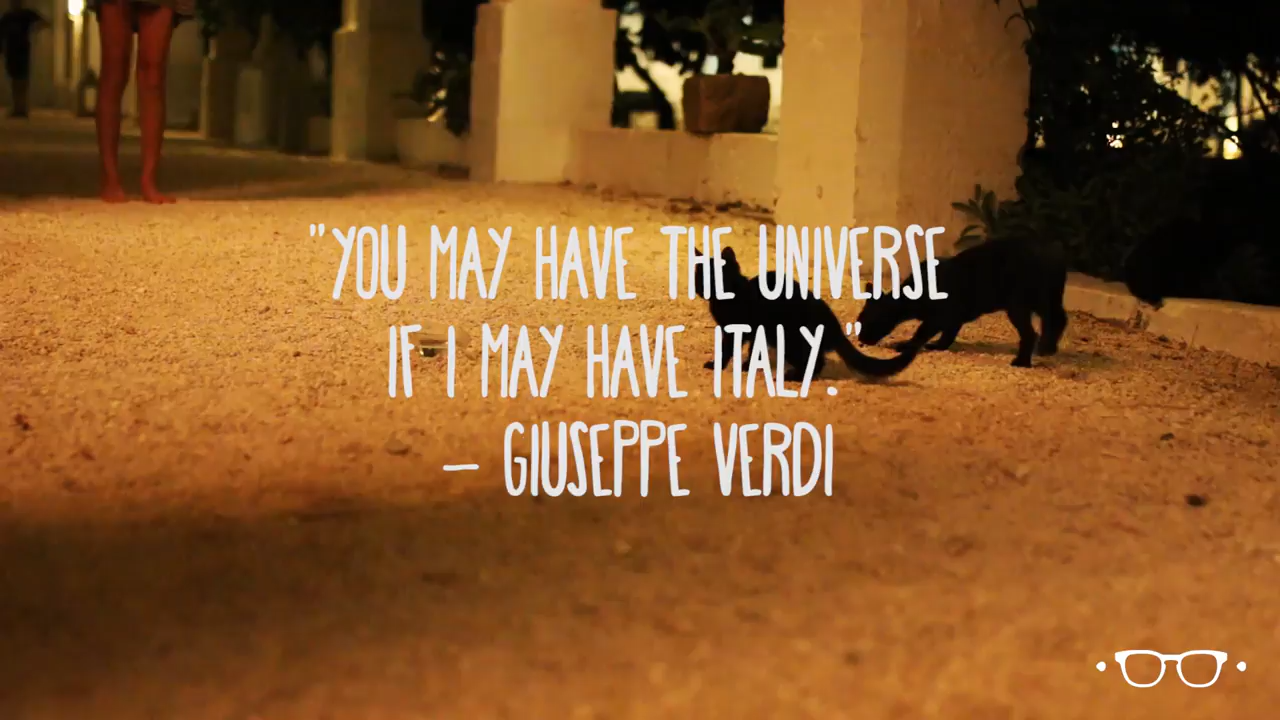 "YOU MAY HAVE THE UNIVERSE
IF I MAY HAVE ITALY."
– GIUSEPPE VERDI